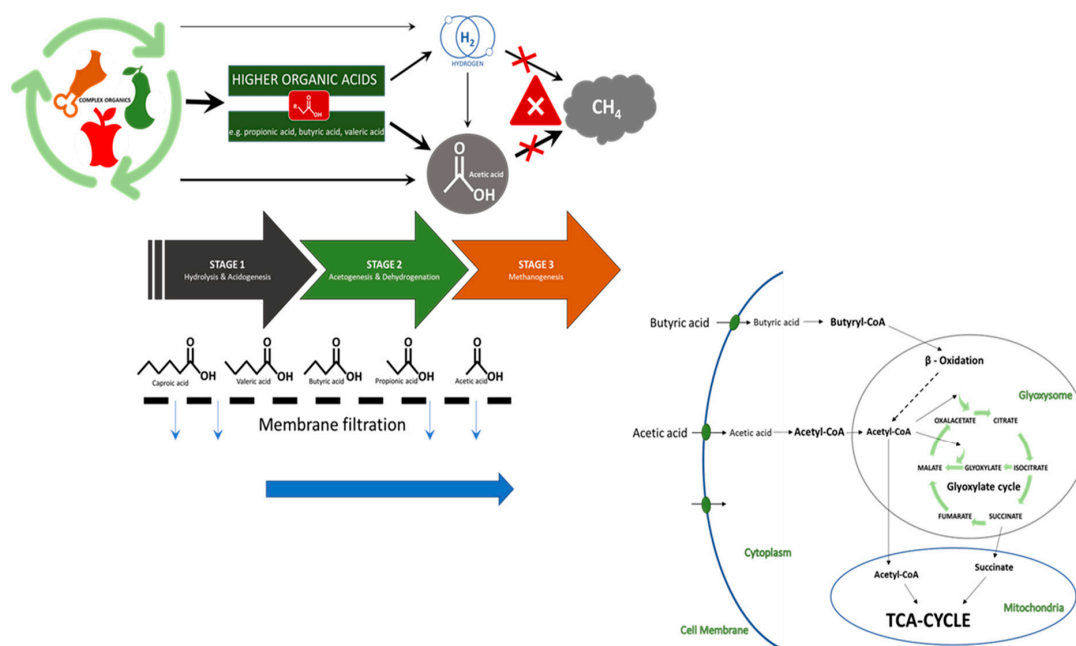 H2
HYDROGEN
COMPLEX ORGANICS
HIGHER ORGANIC ACIDS
R
O
OH
e.g. propionic acid, butyric acid, valeric acid
CH4
O
Acetic acid
OH
STAGE 1
Hydrolysis & Acidogenesis
STAGE 2
Acetogenesis & Dehydrogenation
STAGE 3
Methanogenesis
O
OH
Caproic acid
O
OH
Valeric acid
O
OH
Butyric acid
O
OH
Propionic acid
O
OH
Acetic acid
Membrane filtration
Butyric acid
Butyric acid
Butyryl-CoA
β - Oxidation
Glyoxysome
OXALACETATE
CITRATE
Acetic acid
Acetic acid
Acetyl-CoA
Acetyl-CoA
MALATE
GLYOXYLATE
ISOCITRATE
Glyoxylate cycle
FUMARATE
SUCCINATE
Cytoplasm
Acetyl-CoA
Succinate
Mitochondria
TCA-CYCLE
Cell Membrane